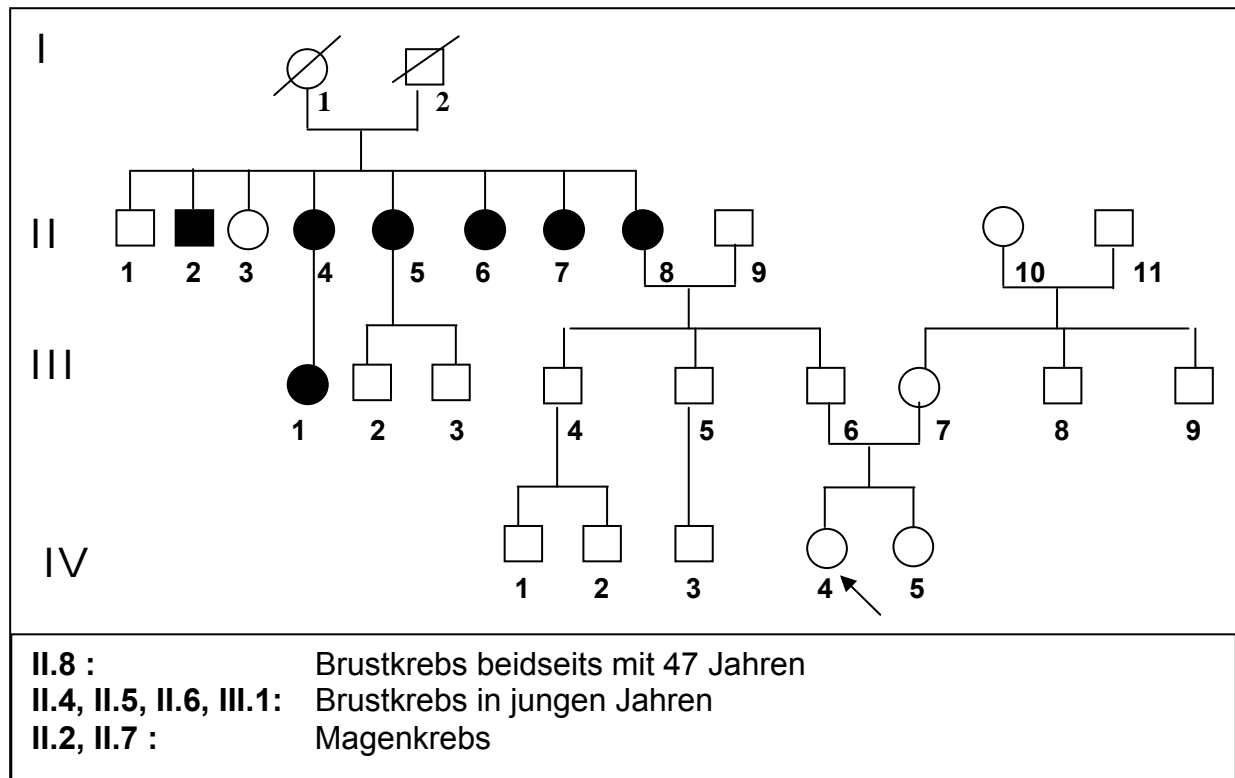 I
1 2
II
1 2 3 4 5 6 7 8 9 10 11
III
1 2 3 4 5 6 7 8 9
IV
1 2 3 4 5
II.8 : Brustkrebs beidseits mit 47 Jahren
II.4, II.5, II.6, III.1: Brustkrebs in jungen Jahren
II.2, II.7 : Magenkrebs